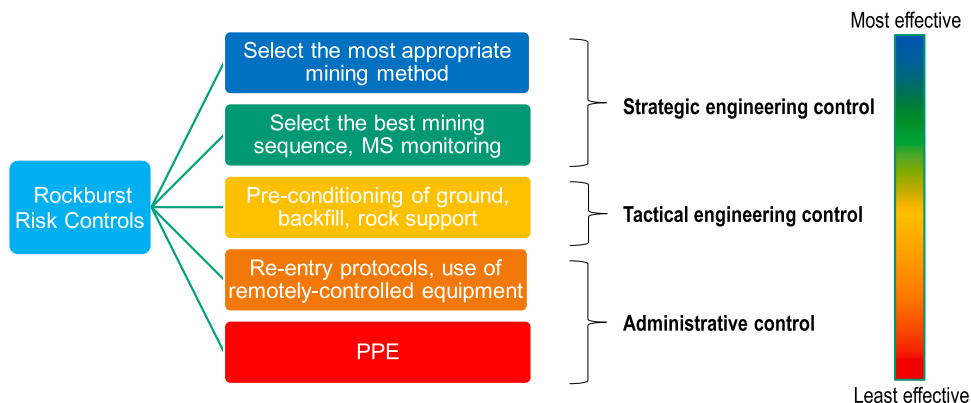 Most effective
Select the most appropriate
mining method
Strategic engineering control
Select the best mining
sequence, MS monitoring
Rockburst
Risk Controls
Pre-conditioning of ground,
backfill, rock support
Tactical engineering control
Re-entry protocols, use of
remotely-controlled equipment
Administrative control
PPE
Least effective